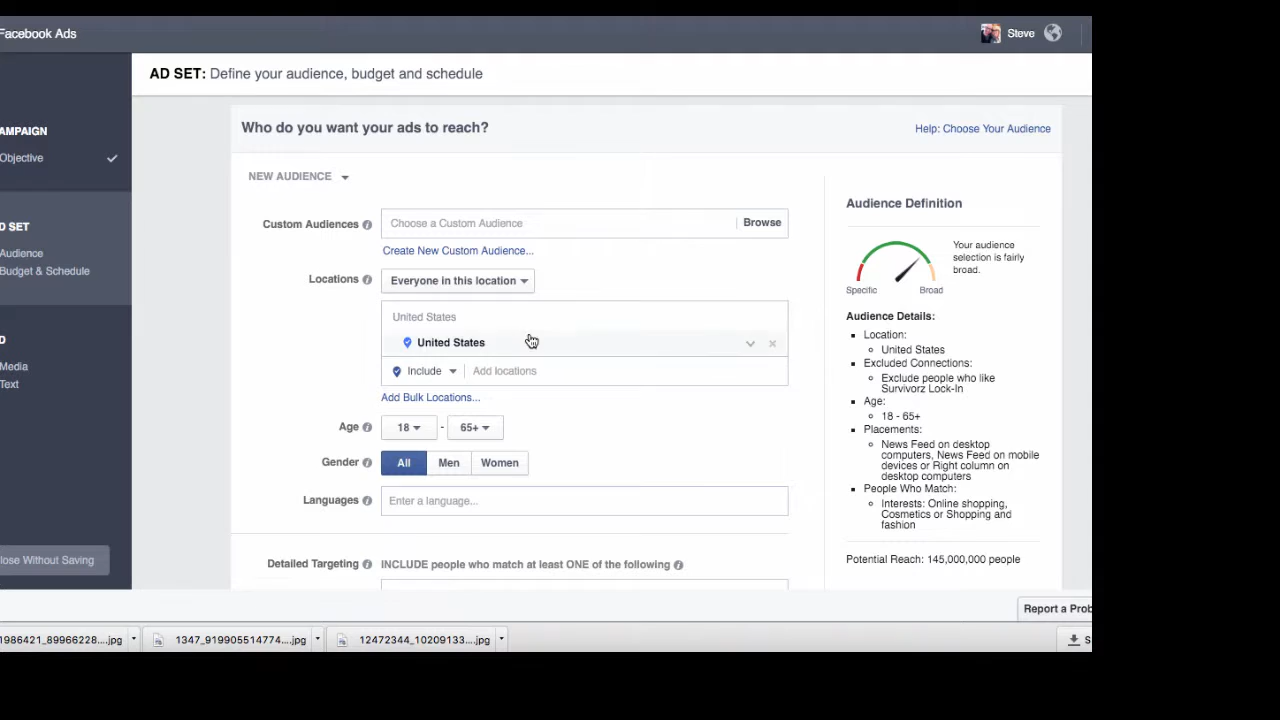 Facebook Ads
Steve
AD SET: Define your audience, budget and schedule
AMPAIGN
Objective
D SET
Audience
Budget & Schedule
D
Media
Text
lose Without Saving
Who do you want your ads to reach?
Help: Choose Your Audience
NEW AUDIENCE
Custom Audiences
Choose a Custom Audience
Browse
Create New Custom Audience...
Locations
Everyone in this location
United States
United States
Include
Add locations
Add Bulk Locations...
Age
18
-
65+
Gender
All
Men
Women
Languages
Enter a language...
Detailed Targeting
INCLUDE people who match at least ONE of the following
Audience Definition
Specific
Broad
Your audience
selection is fairly
broad.
Audience Details:
Location:
United States
Excluded Connections:
Exclude people who like
Survivorz Lock-In
Age:
18 - 65+
Placements:
News Feed on desktop
computers, News Feed on mobile
devices or Right column on
desktop computers
People Who Match:
Interests: Online shopping,
Cosmetics or Shopping and
fashion
Potential Reach: 145,000,000 people
Report a Prob
1986421_89966228....jpg
1347_919905514774....jpg
12472344_10209133....jpg
S